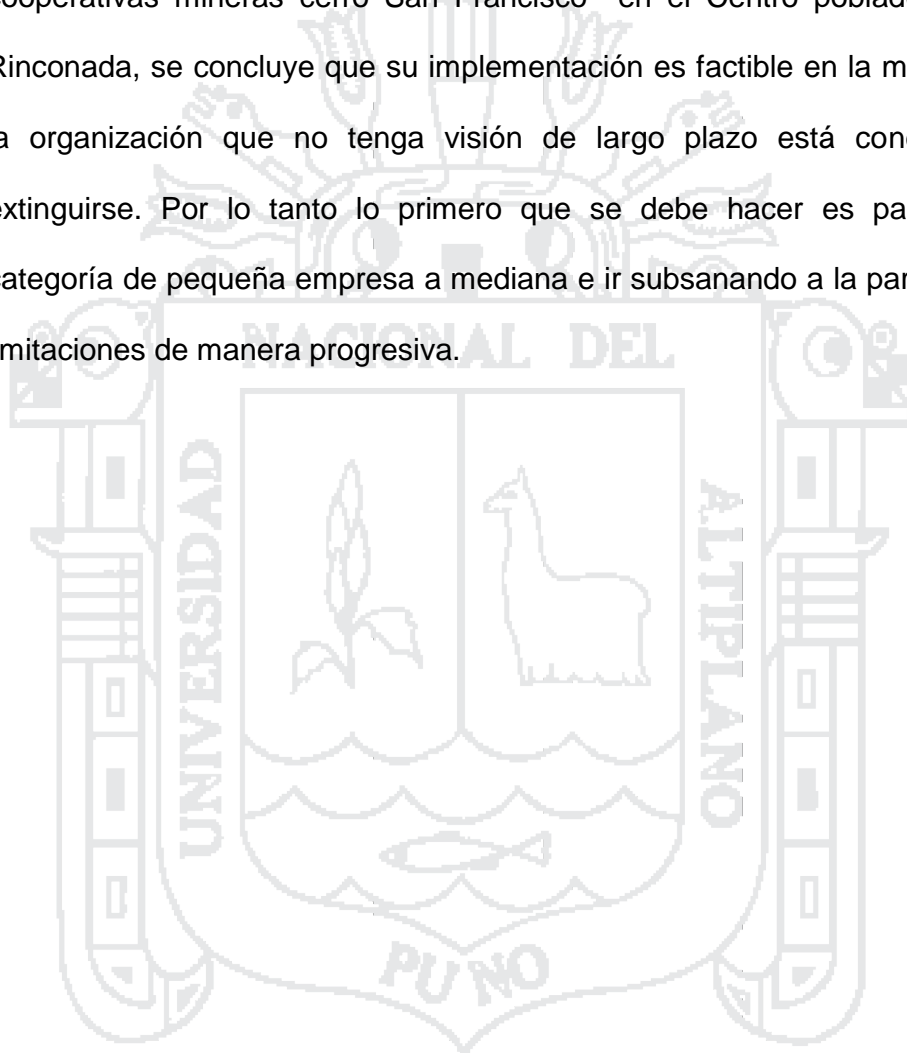 cooperativas mineras cerro San Francisco" en el Centro poblad
Rinconada, se concluye que su implementación es factible en la m
a organización que no tenga visión de largo plazo está con
extinguirse. Por lo tanto lo primero que se debe hacer es pa
categoría de pequeña empresa a mediana e ir subsanando a la par
imitaciones de manera progresiva.
NACIONAL DEL
UNIVERSIDAD
ALTIPLANO
PUNO